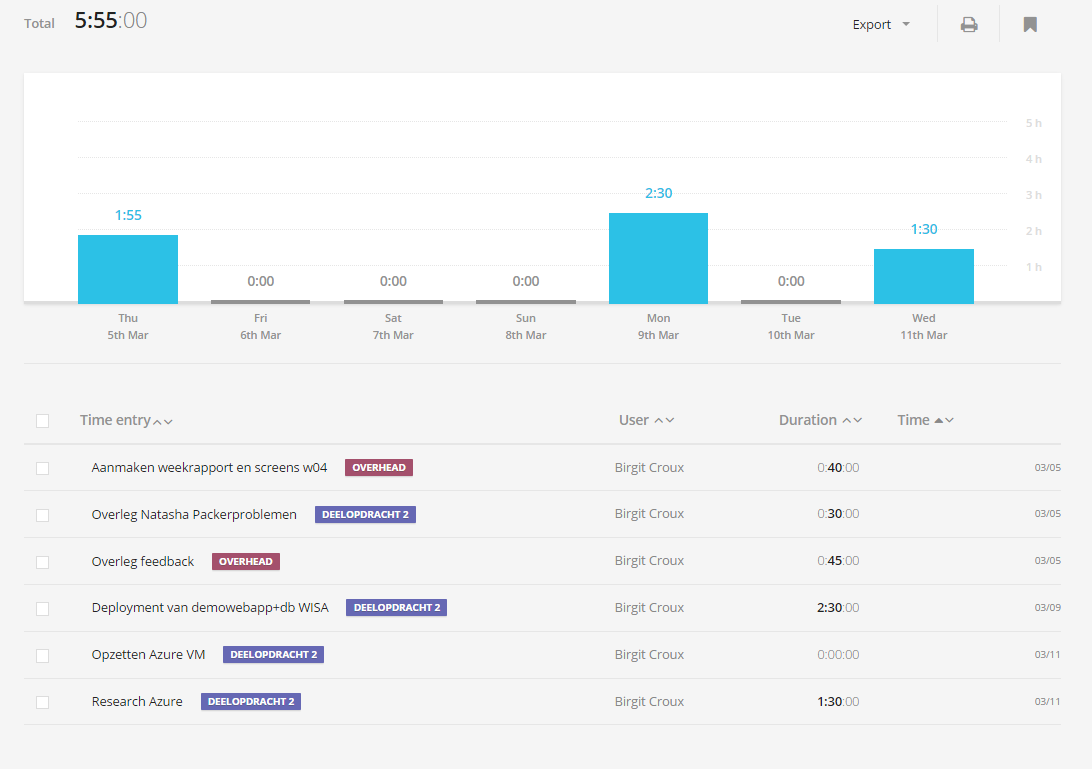 Total 5:55:00 Export
5 h
4 h
3 h
2:30
1:55
2 h
1:30
1 h
0:00 0:00 0:00 0:00
Thu Fri Sat Sun Mon Tue Wed
5th Mar 6th Mar 7th Mar 8th Mar 9th Mar 10th Mar 11th Mar
Time entry User Duration Time
Aanmaken weekrapport en screens w04 OVERHEAD Birgit Croux 0:40:00 03/05
Overleg Natasha Packerproblemen DEELOPDRACHT 2 Birgit Croux 0:30:00 03/05
Overleg feedback OVERHEAD Birgit Croux 0:45:00 03/05
Deployment van demowebapp+db WISA DEELOPDRACHT 2 Birgit Croux 2:30:00 03/09
Opzetten Azure VM DEELOPDRACHT 2 Birgit Croux 0:00:00 03/11
Research Azure DEELOPDRACHT 2 Birgit Croux 1:30:00 03/11